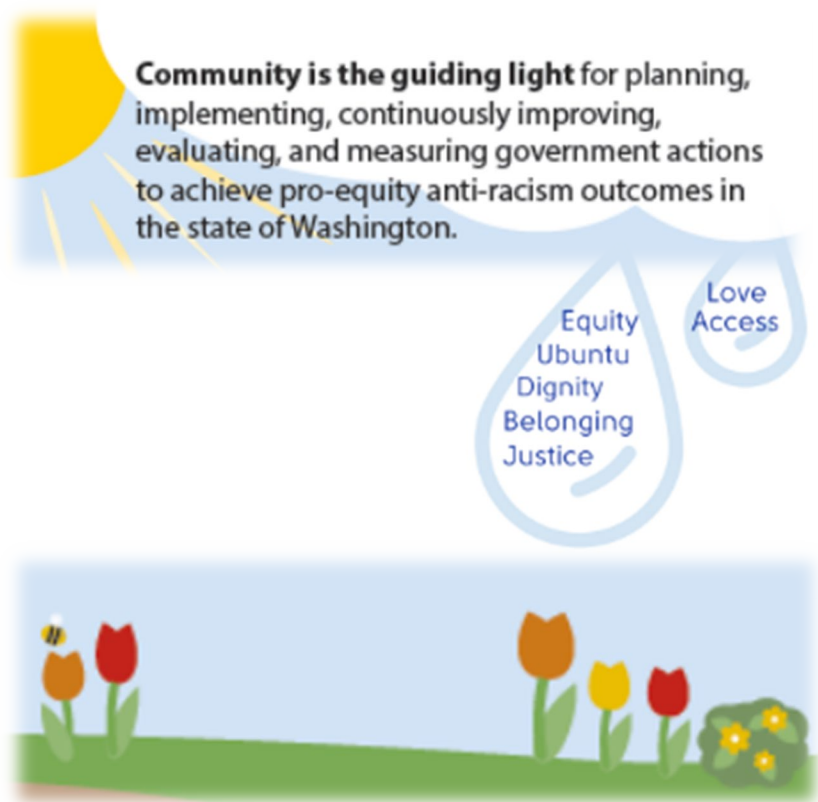 Community is the guiding light for planning,
implementing, continuously improving,
evaluating, and measuring government actions
to achieve pro-equity anti-racism outcomes in
the state of Washington.
Equity
Ubuntu
Dignity
Belonging
Justice
Love
Access